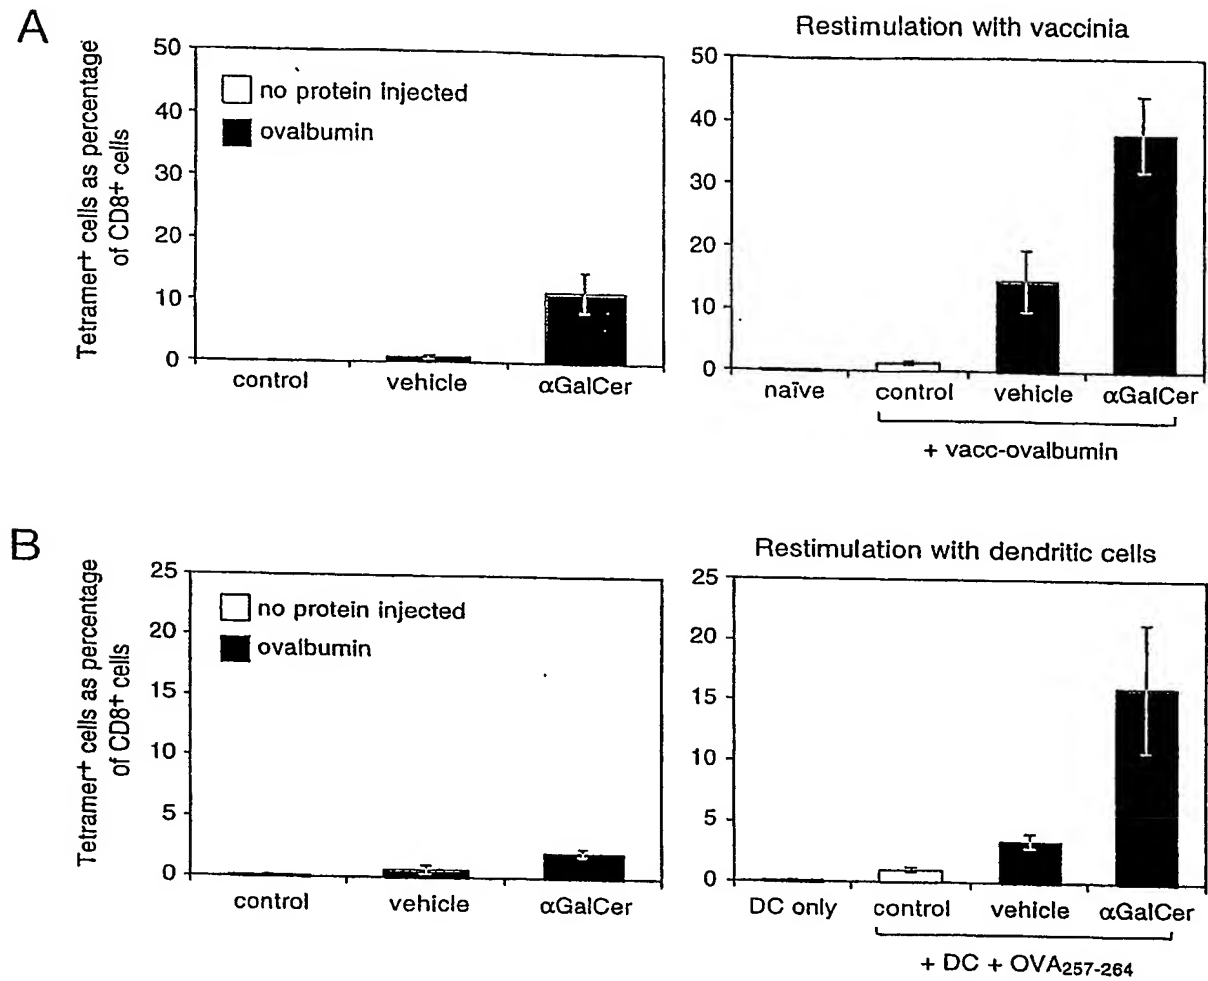 A
Tetramer+ cells as percentage
of CD8+ cells
50
40
30
20
10
0
no protein injected
ovalbumin
control vehicle αGalCer
Restimulation with vaccinia
50
40
30
20
10
0
naïve control vehicle αGalCer
+ vacc-ovalbumin
B
Tetramer+ cells as percentage
of CD8+ cells
25
20
15
10
5
0
no protein injected
ovalbumin
control vehicle αGalCer
Restimulation with dendritic cells
25
20
15
10
5
0
DC only control vehicle αGalCer
+ DC + OVA257-264